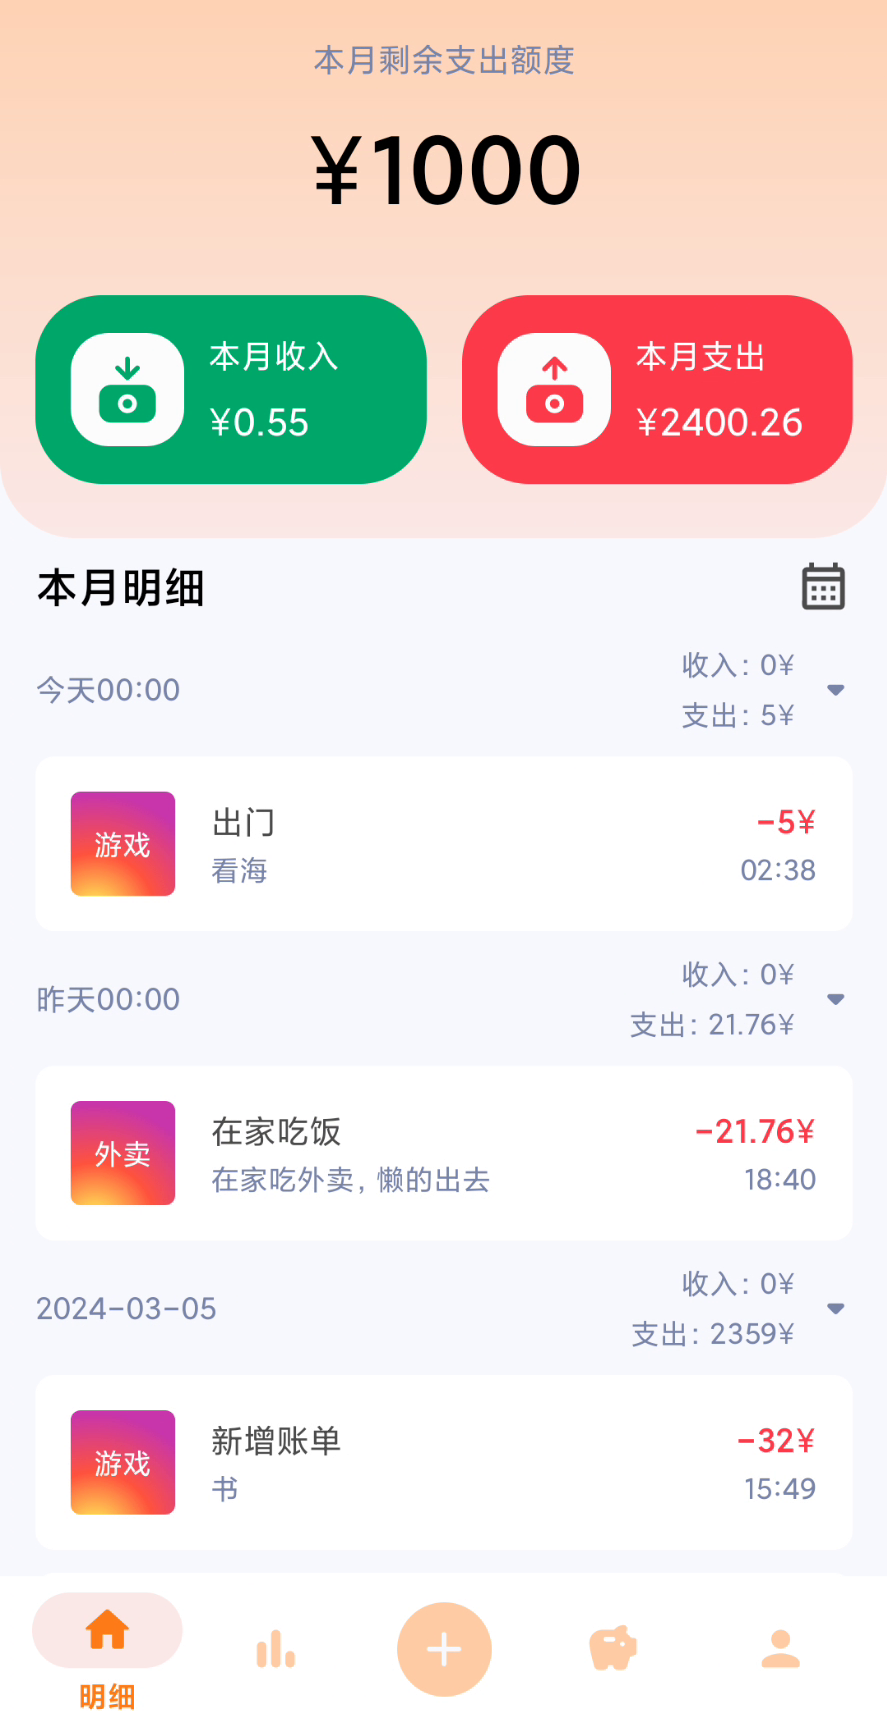 本月剩余支出额度
¥1000
本月收入
¥0.55
本月支出
¥2400.26
本月明细
今天00:00
收入: 0¥
支出: 5¥
游戏
出门
看海
-5¥
02:38
昨天00:00
收入: 0¥
支出: 21.76¥
外卖
在家吃饭
在家吃外卖, 懒的出去
-21.76¥
18:40
2024-03-05
收入: 0¥
支出: 2359¥
游戏
新增账单
书
-32¥
15:49
明细